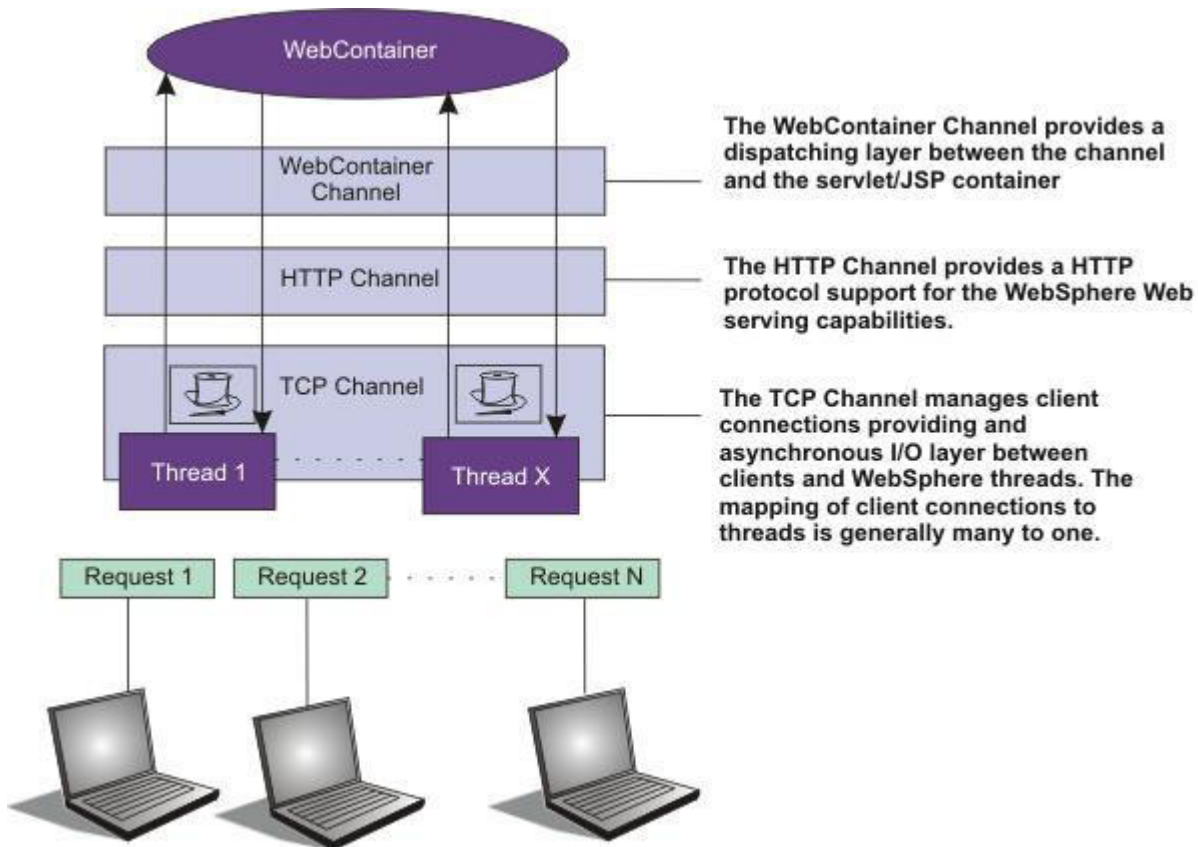 WebContainer
WebContainer
Channel
The WebContainer Channel provides a
dispatching layer between the channel
and the servlet/JSP container
HTTP Channel
The HTTP Channel provides a HTTP
protocol support for the WebSphere Web
serving capabilities.
TCP Channel
Thread 1
Thread X
The TCP Channel manages client
connections providing and
asynchronous I/O layer between
clients and WebSphere threads. The
mapping of client connections to
threads is generally many to one.
Request 1
Request 2
Request N